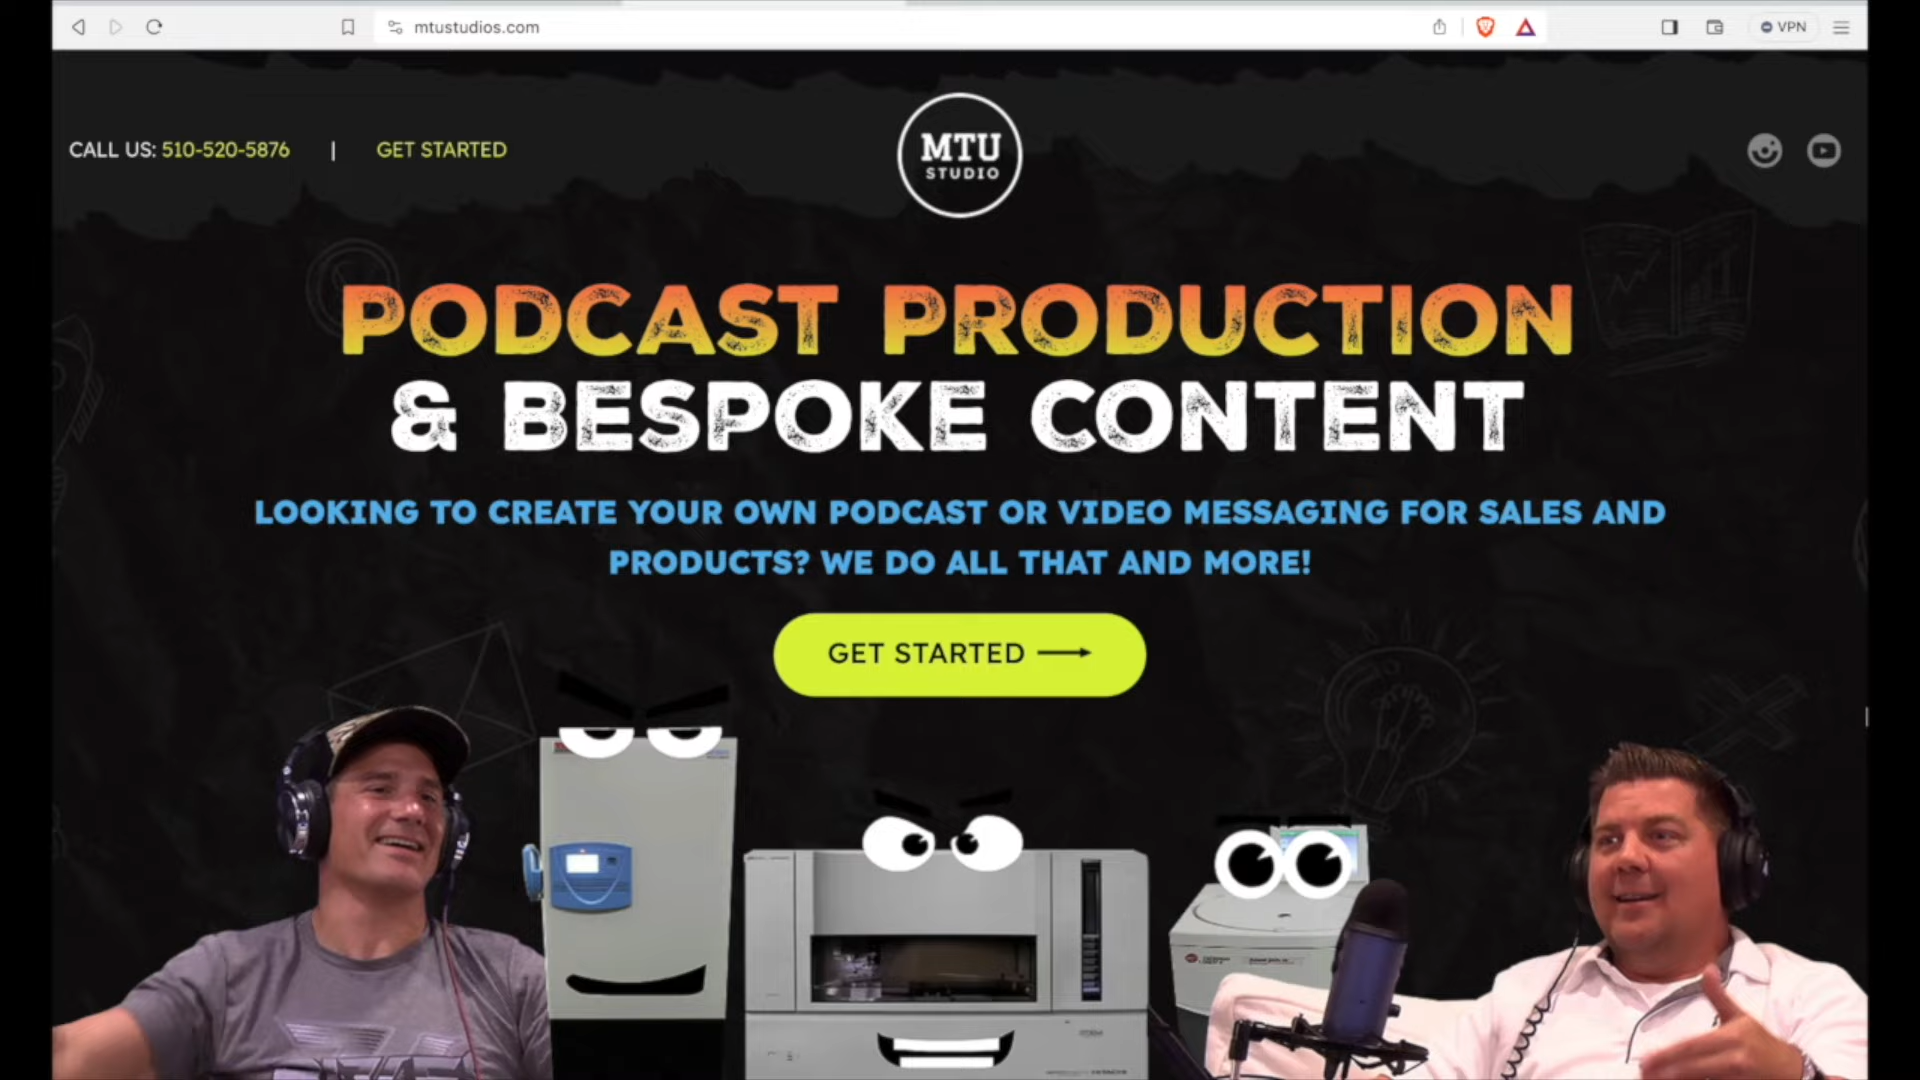 mtustudios.com
VPN
CALL US: 510-520-5876 | GET STARTED
MTU
STUDIO
PODCAST PRODUCTION
& BESPOKE CONTENT
LOOKING TO CREATE YOUR OWN PODCAST OR VIDEO MESSAGING FOR SALES AND
PRODUCTS? WE DO ALL THAT AND MORE!
GET STARTED